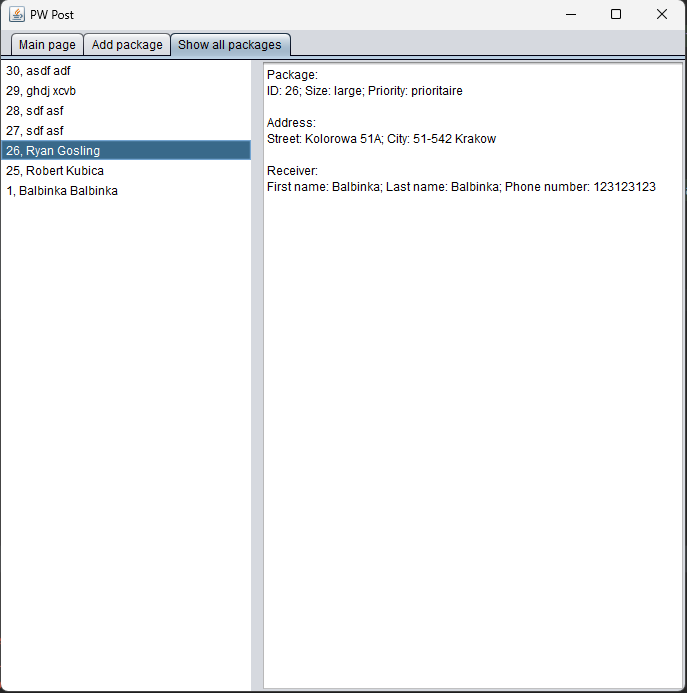 PW Post
Main page Add package Show all packages
30, asdf adf
29, ghdj xcvb
28, sdf asf
27, sdf asf
26, Ryan Gosling
25, Robert Kubica
1, Balbinka Balbinka
Package:
ID: 26; Size: large; Priority: prioritaire
Address:
Street: Kolorowa 51A; City: 51-542 Krakow
Receiver:
First name: Balbinka; Last name: Balbinka; Phone number: 123123123